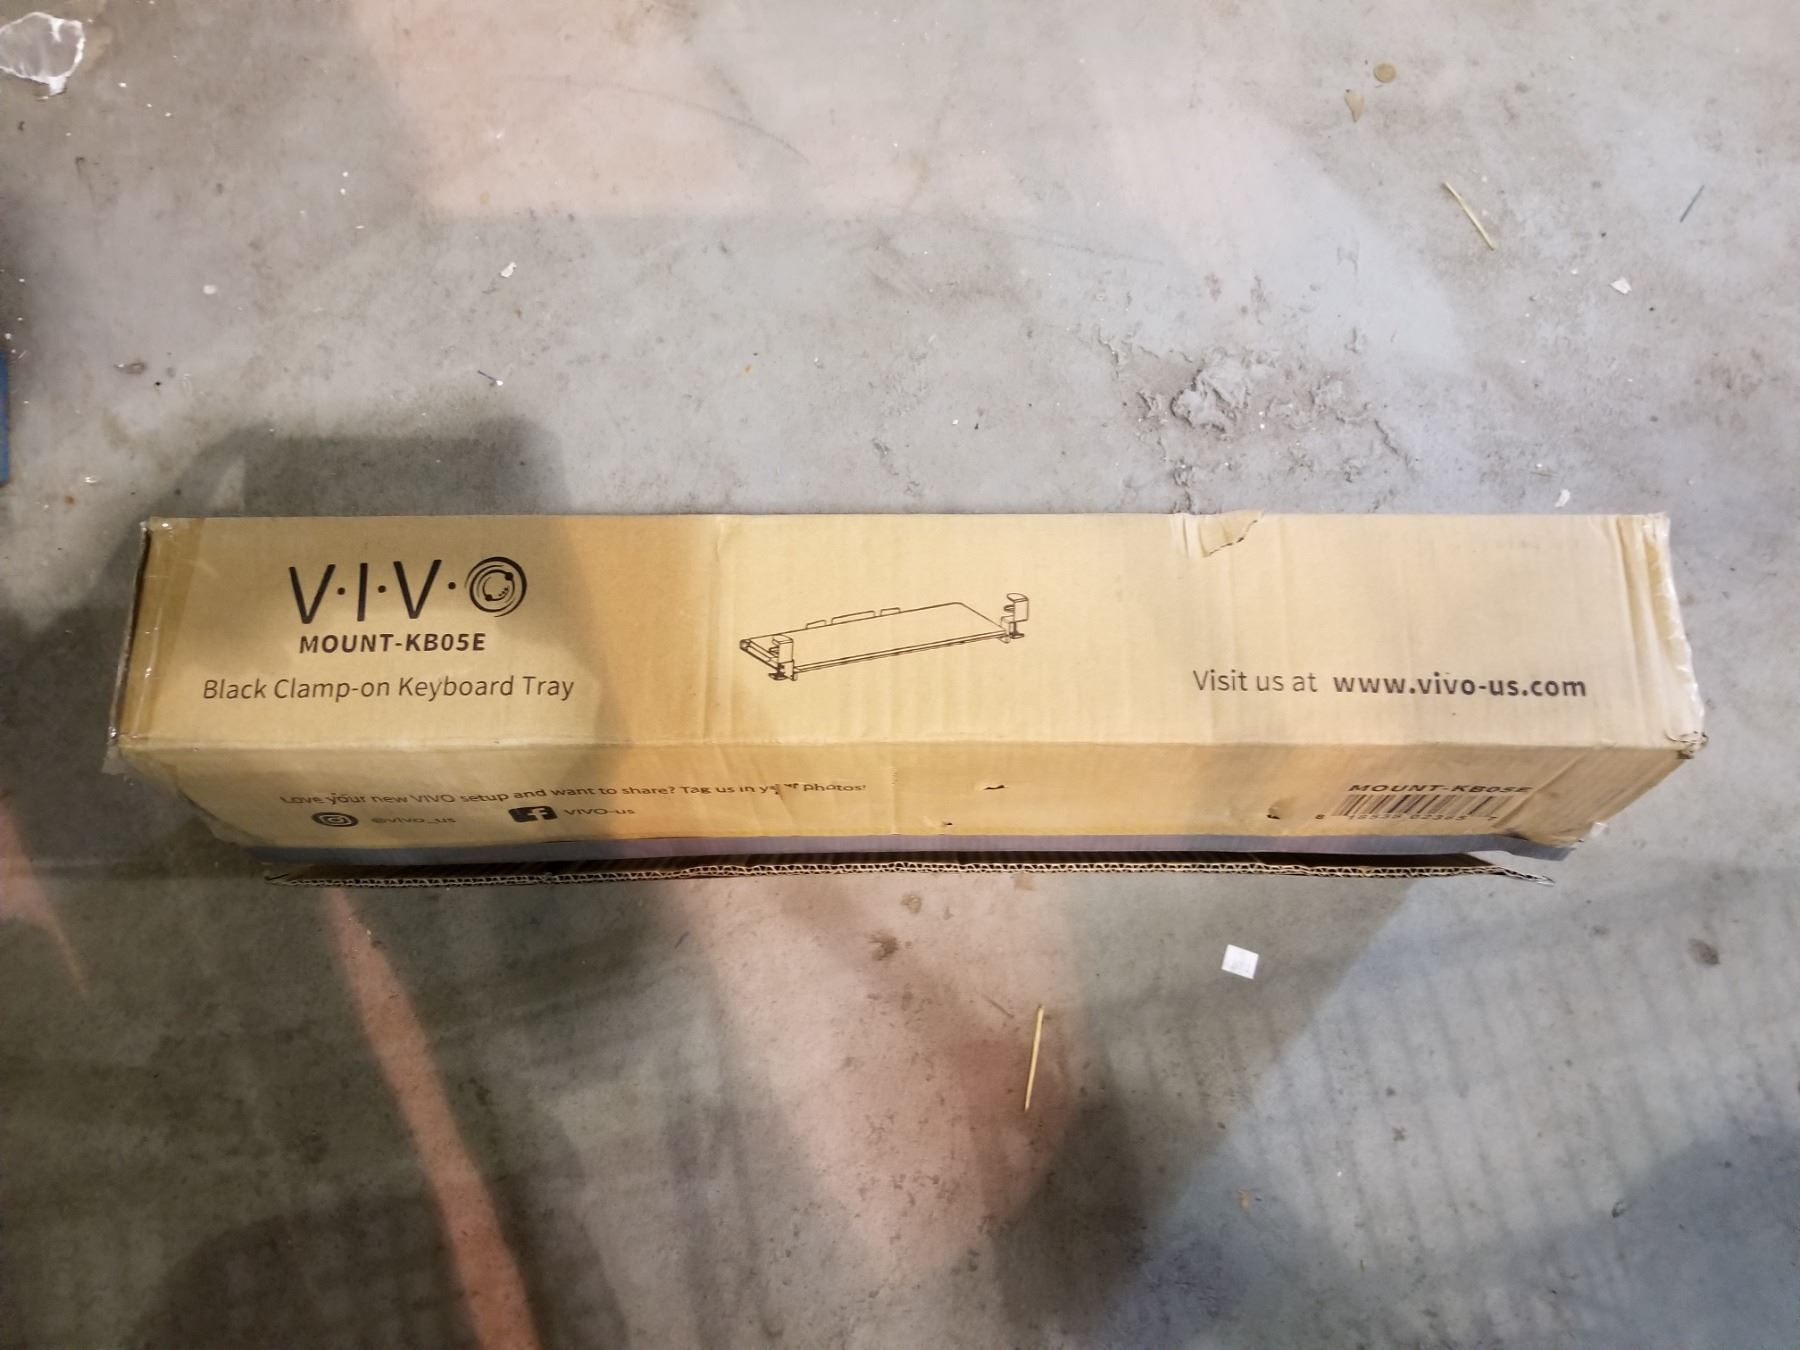 V·I·V·O
MOUNT-KB05E
Black Clamp-on Keyboard Tray
Visit us at www.vivo-us.com
Love your new VIVO setup and want to share? Tag us in photos!
@vivo_us
VIVO-us
MOUNT-KB05E